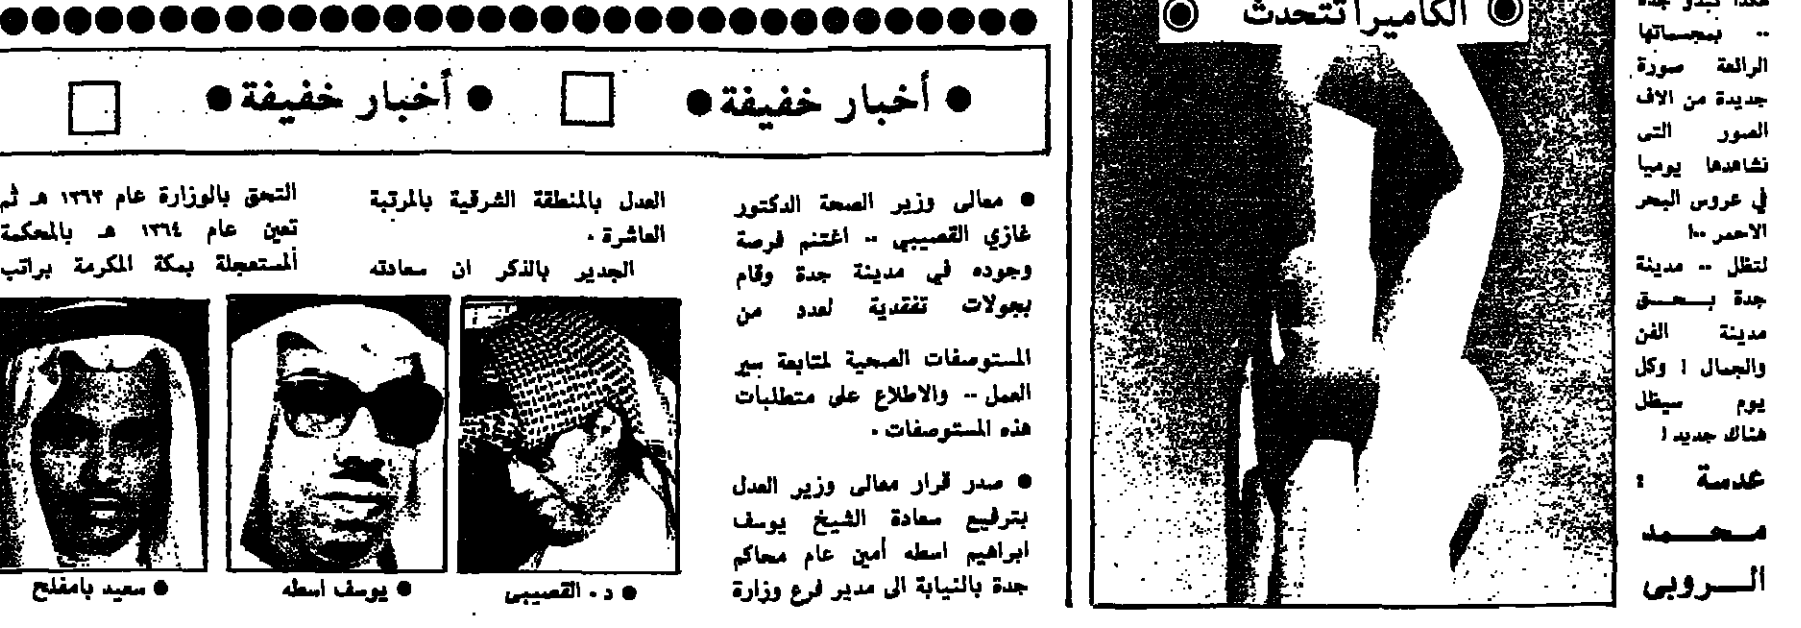 الكاميرا تتحدث
هكذا تبدو جدة
.. بمجسماتها
الرائعة صورة
جديدة من الاف
الصور التى
نشاهدها يوميا
في عروس البحر
الاحمر ..!
لتظل .. مدينة
جدة بــحــق
مدينة الفن
والجمال ! وكل
يوم سيظل
هناك جديد !
عدسة :
محـــمد
الـــروبى
● أخبار خفيفة ● □ ● أخبار خفيفة ● □
● معالى وزير الصحة الدكتور
غازي القصيبي .. اغتنم فرصة
وجوده في مدينة جدة وقام
بجولات تفقدية لعدد من
المستوصفات الصحية لمتابعة سير
العمل .. والاطلاع على متطلبات
هذه المستوصفات .
● صدر قرار معالى وزير العدل
بترفيع سعادة الشيخ يوسف
ابراهيم اسطه أمين عام محاكم
جدة بالنيابة الى مدير فرع وزارة
العدل بالمنطقة الشرقية بالمرتبة
العاشرة .
الجدير بالذكر ان سعادته
التحق بالوزارة عام ١٣٦٣ هـ ثم
تعين عام ١٣٦٤ هـ بالمحكمة
المستعجلة بمكة المكرمة براتب
● د . القصيبى
● يوسف اسطه
● سعيد بامفلح